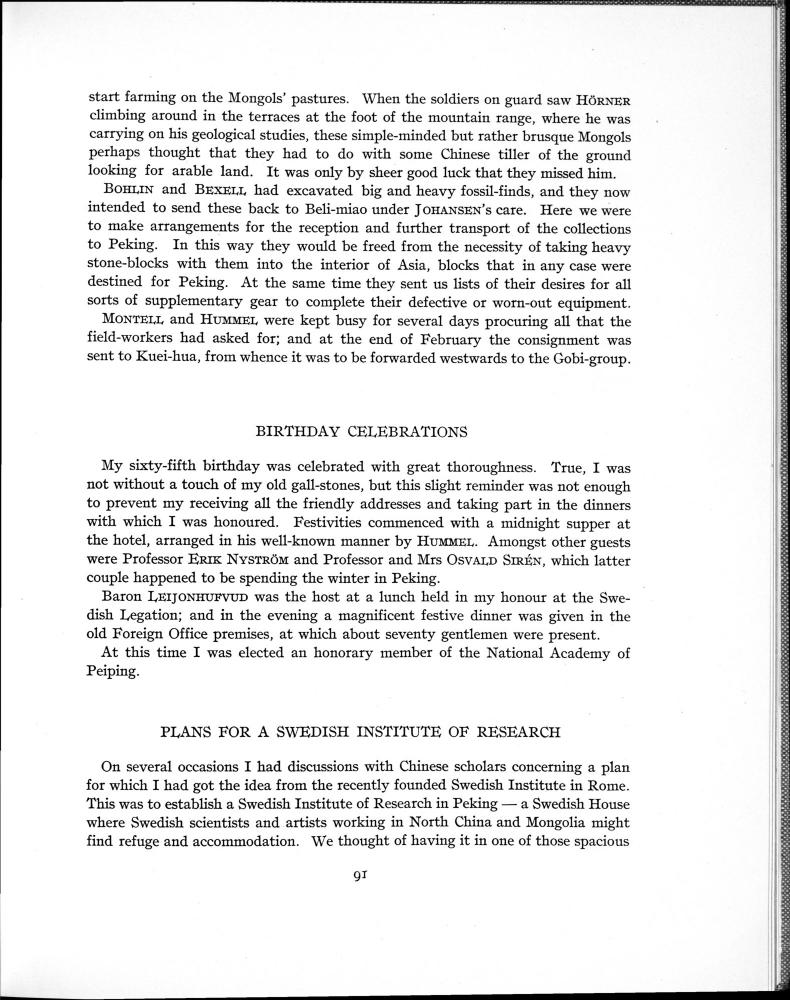 start farming on the Mongols' pastures. When the soldiers on guard saw HÖRNER
climbing around in the terraces at the foot of the mountain range, where he was
carrying on his geological studies, these simple-minded but rather brusque Mongols
perhaps thought that they had to do with some Chinese tiller of the ground
looking for arable land. It was only by sheer good luck that they missed him.
BOHLIN and BEXELL had excavated big and heavy fossil-finds, and they now
intended to send these back to Beli-miao under JOHANSEN's care. Here we were
to make arrangements for the reception and further transport of the collections
to Peking. In this way they would be freed from the necessity of taking heavy
stone-blocks with them into the interior of Asia, blocks that in any case were
destined for Peking. At the same time they sent us lists of their desires for all
sorts of supplementary gear to complete their defective or worn-out equipment.
MONTELL and HUMMEL were kept busy for several days procuring all that the
field-workers had asked for; and at the end of February the consignment was
sent to Kuei-hua, from whence it was to be forwarded westwards to the Gobi-group.
BIRTHDAY CELEBRATIONS
My sixty-fifth birthday was celebrated with great thoroughness. True, I was
not without a touch of my old gall-stones, but this slight reminder was not enough
to prevent my receiving all the friendly addresses and taking part in the dinners
with which I was honoured. Festivities commenced with a midnight supper at
the hotel, arranged in his well-known manner by HUMMEL. Amongst other guests
were Professor ERIK NYSTRÖM and Professor and Mrs OSVALD SIRÉN, which latter
couple happened to be spending the winter in Peking.
Baron LEIJONHUFVUD was the host at a lunch held in my honour at the Swe-
dish Legation; and in the evening a magnificent festive dinner was given in the
old Foreign Office premises, at which about seventy gentlemen were present.
At this time I was elected an honorary member of the National Academy of
Peiping.
PLANS FOR A SWEDISH INSTITUTE OF RESEARCH
On several occasions I had discussions with Chinese scholars concerning a plan
for which I had got the idea from the recently founded Swedish Institute in Rome.
This was to establish a Swedish Institute of Research in Peking — a Swedish House
where Swedish scientists and artists working in North China and Mongolia might
find refuge and accommodation. We thought of having it in one of those spacious
91